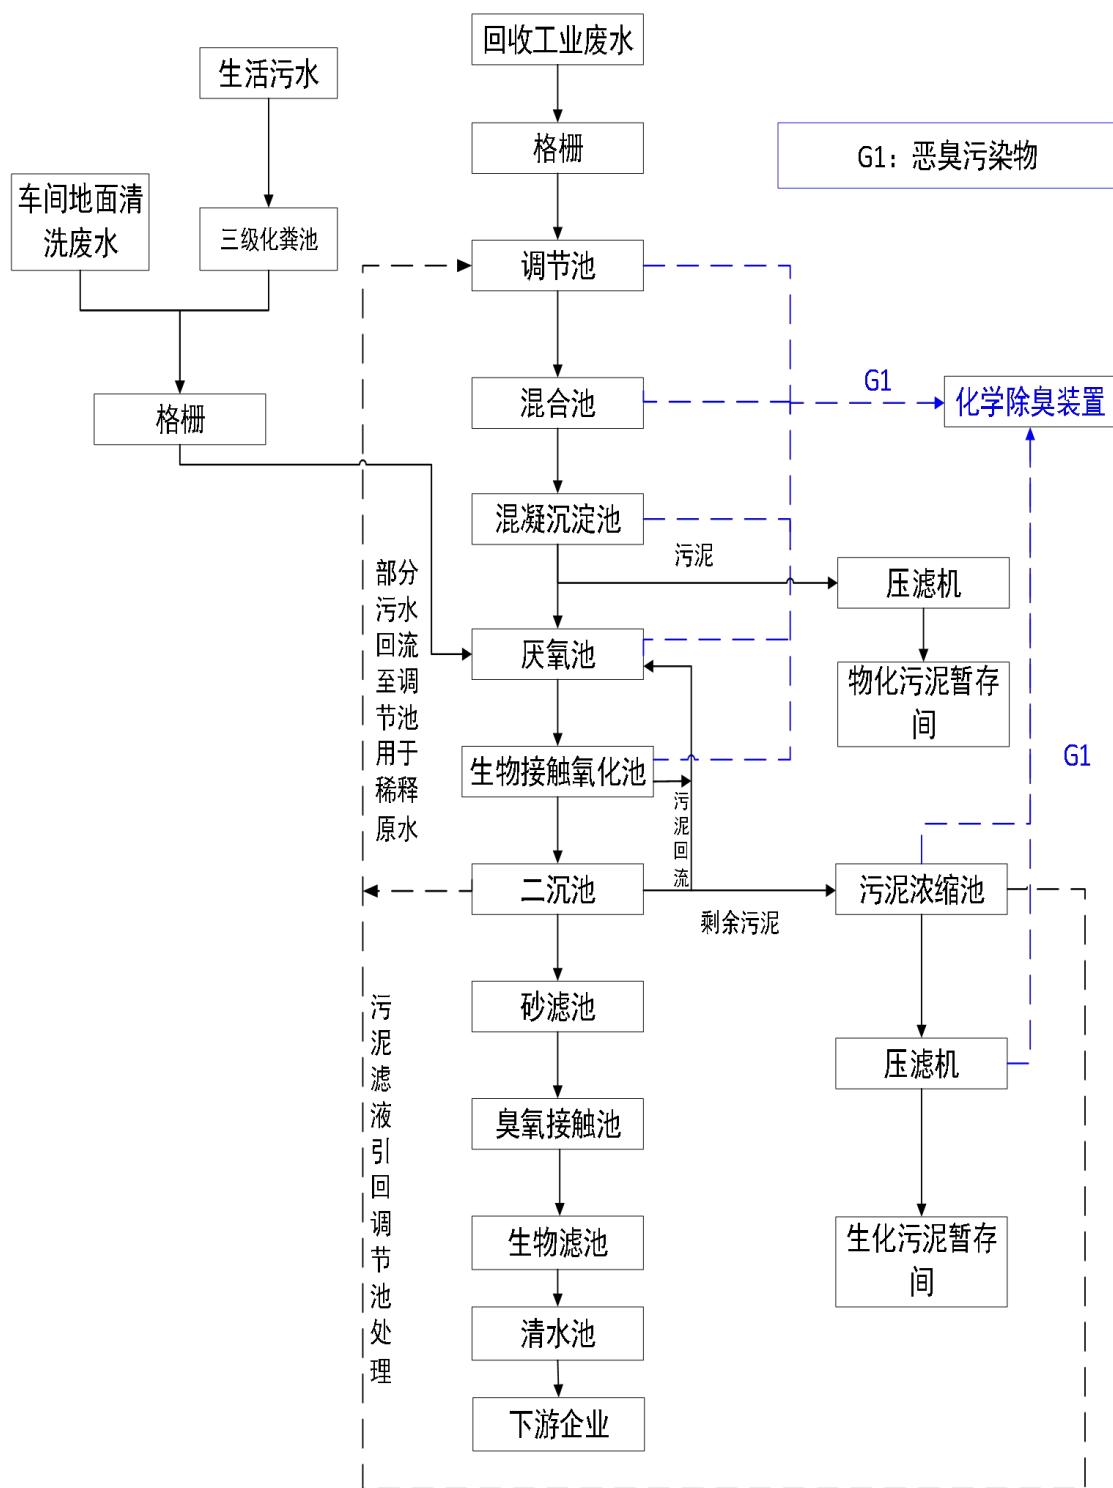 回收工业废水
生活污水
格栅
G1：恶臭污染物
车间地面清
洗废水
三级化粪池
调节池
G1
混合池
化学除臭装置
格栅
混凝沉淀池
污泥
部分
污水
回流
至调
节池
用于
稀释
原水
压滤机
厌氧池
物化污泥暂存
间
G1
生物接触氧化池
污
泥
回
流
二沉池
污泥浓缩池
剩余污泥
砂滤池
污
泥
滤
液
引
回
调
节
池
处
理
压滤机
臭氧接触池
生物滤池
生化污泥暂存
间
清水池
下游企业